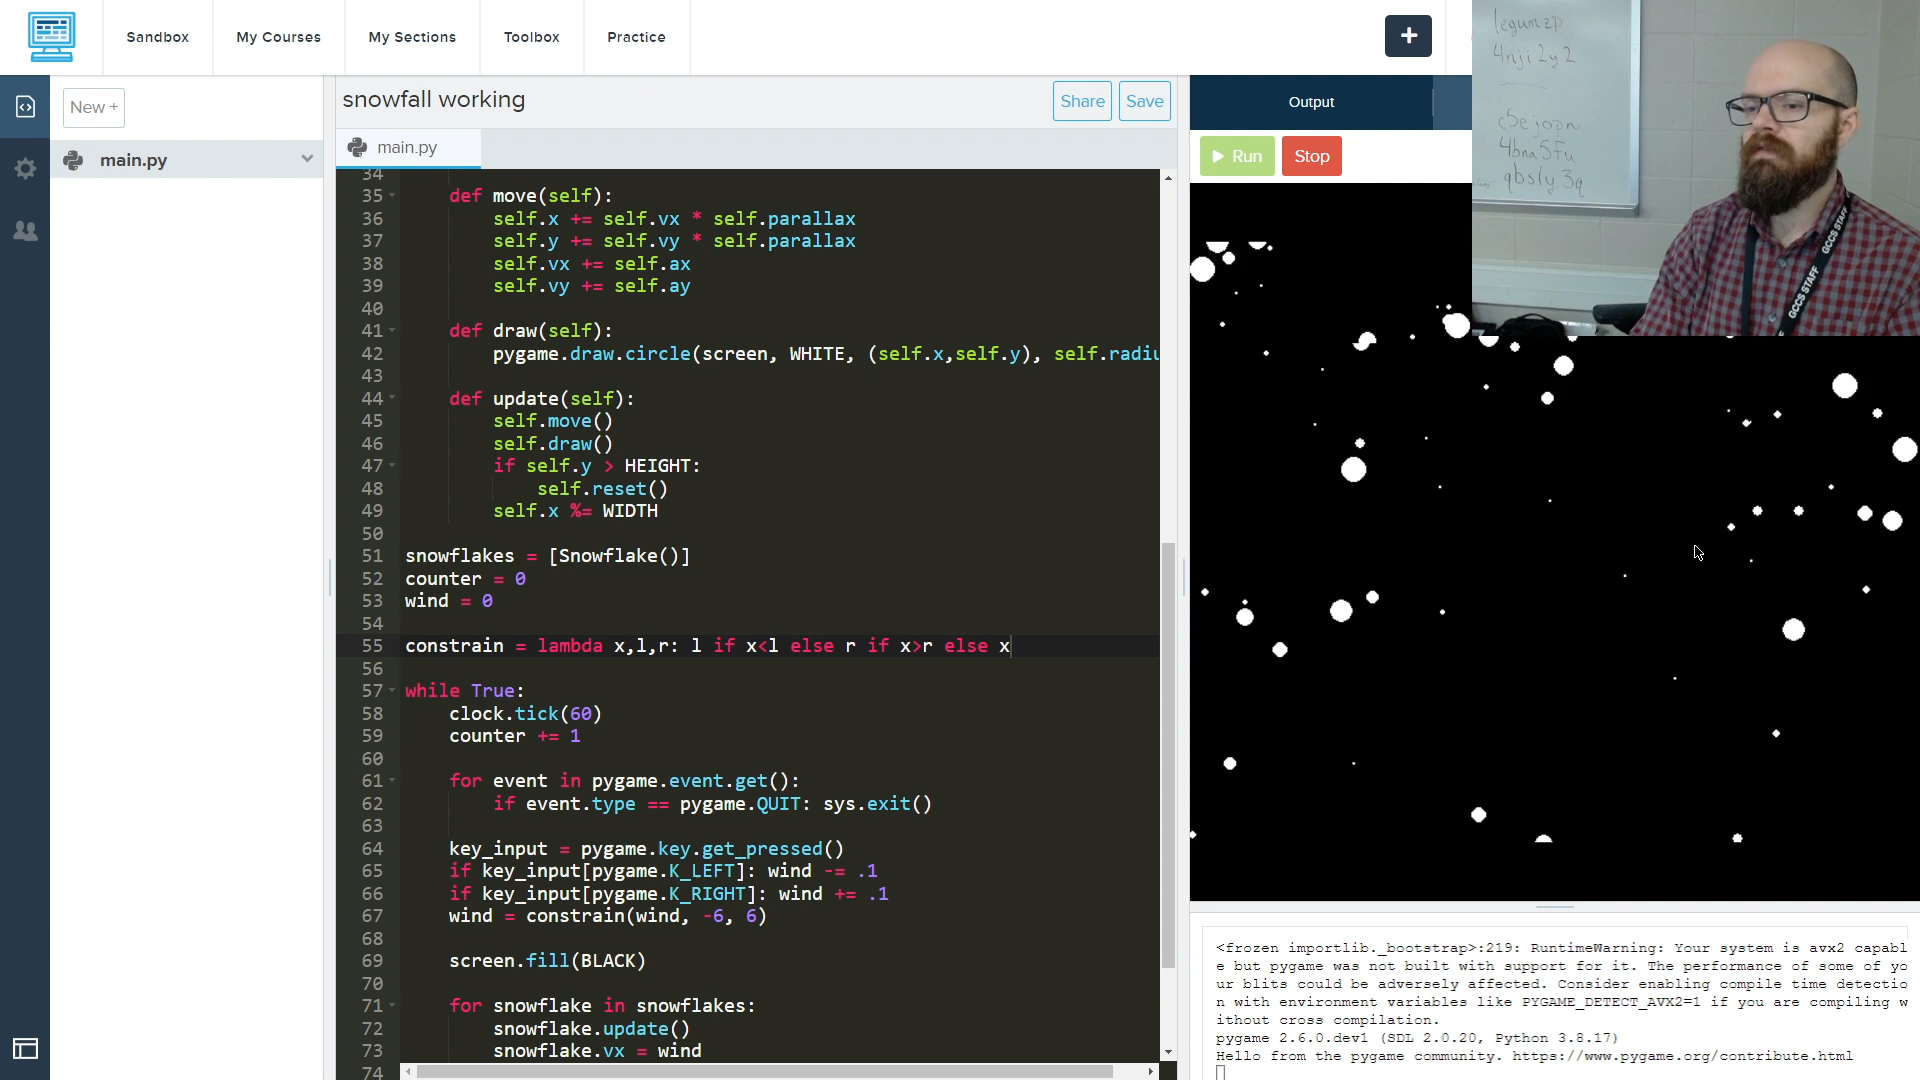 Sandbox
My Courses
My Sections
Toolbox
Practice
+
New +
main.py
snowfall working
Share
Save
main.py
34
35 def move(self):
36 self.x += self.vx * self.parallax
37 self.y += self.vy * self.parallax
38 self.vx += self.ax
39 self.vy += self.ay
40
41 def draw(self):
42 pygame.draw.circle(screen, WHITE, (self.x,self.y), self.radiu
43
44 def update(self):
45 self.move()
46 self.draw()
47 if self.y > HEIGHT:
48 self.reset()
49 self.x %= WIDTH
50
51 snowflakes = [Snowflake()]
52 counter = 0
53 wind = 0
54
55 constrain = lambda x,l,r: l if x<l else r if x>r else x
56
57 while True:
58 clock.tick(60)
59 counter += 1
60
61 for event in pygame.event.get():
62 if event.type == pygame.QUIT: sys.exit()
63
64 key_input = pygame.key.get_pressed()
65 if key_input[pygame.K_LEFT]: wind -= .1
66 if key_input[pygame.K_RIGHT]: wind += .1
67 wind = constrain(wind, -6, 6)
68
69 screen.fill(BLACK)
70
71 for snowflake in snowflakes:
72 snowflake.update()
73 snowflake.vx = wind
74
Output
Run
Stop
legumzp
4nji2y2
c5ejopn
4bna5fu
qbsly3q
GCCS STAFF
GCCS STAFF
<frozen importlib._bootstrap>:219: RuntimeWarning: Your system is avx2 capabl
e but pygame was not built with support for it. The performance of some of yo
ur blits could be adversely affected. Consider enabling compile time detectio
n with environment variables like PYGAME_DETECT_AVX2=1 if you are compiling w
ithout cross compilation.
pygame 2.6.0.dev1 (SDL 2.0.20, Python 3.8.17)
Hello from the pygame community. https://www.pygame.org/contribute.html